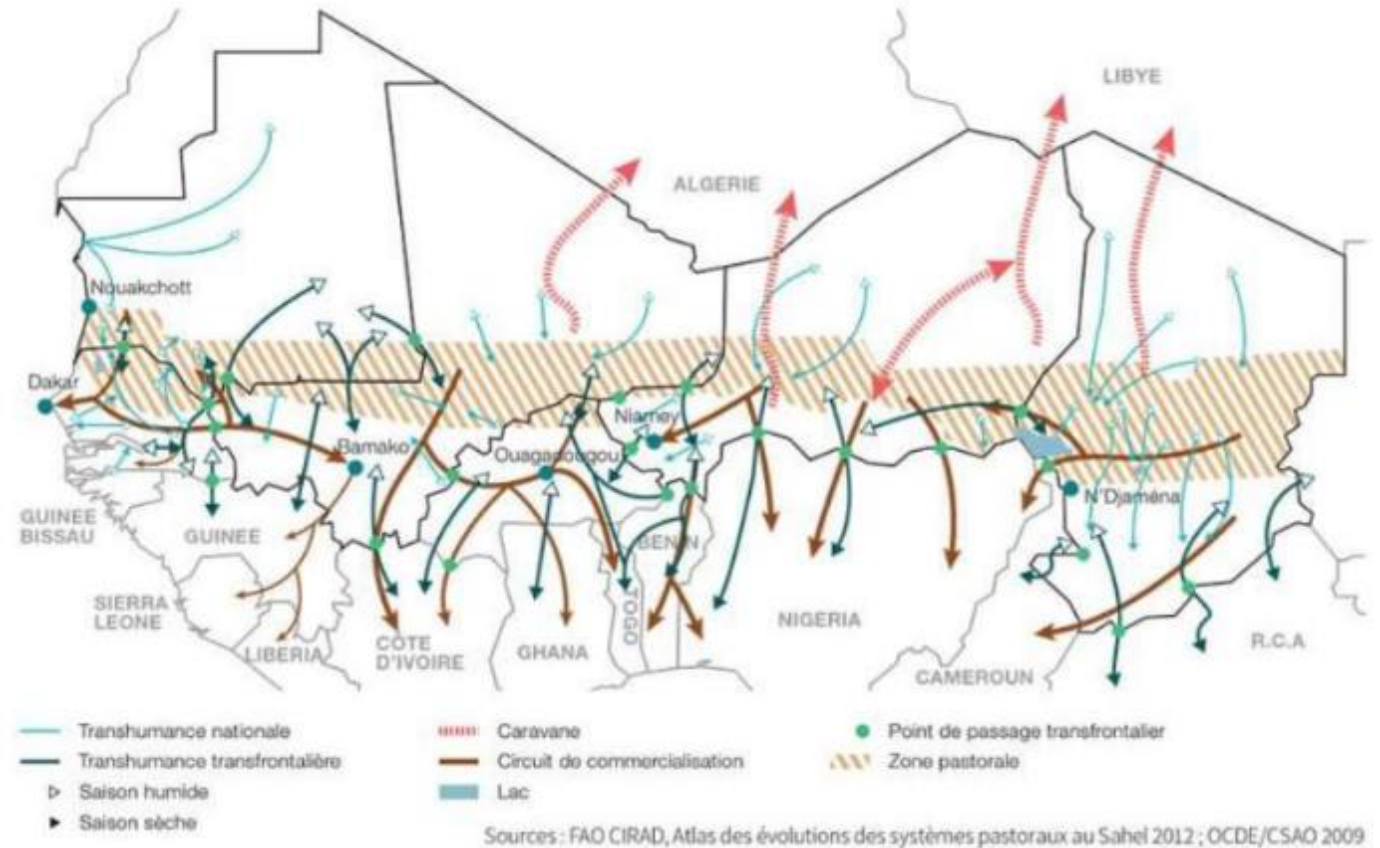 LIBYE
ALGERIE
Nouakchott
Dakar
Bamako
Niamey
Ouagadougou
N'Djaména
GUINEE
BISSAU
GUINEE
SIERRA
LEONE
LIBERIA
CÔTE
D'IVOIRE
GHANA
TOGO
BENIN
NIGERIA
CAMEROUN
R.C.A
Transhumance nationale
Transhumance transfrontalière
Saison humide
Saison sèche
Caravane
Circuit de commercialisation
Lac
Point de passage transfrontalier
Zone pastorale
Sources : FAO CIRAD, Atlas des évolutions des systèmes pastoraux au Sahel 2012 ; OCDE/CSAO 2009